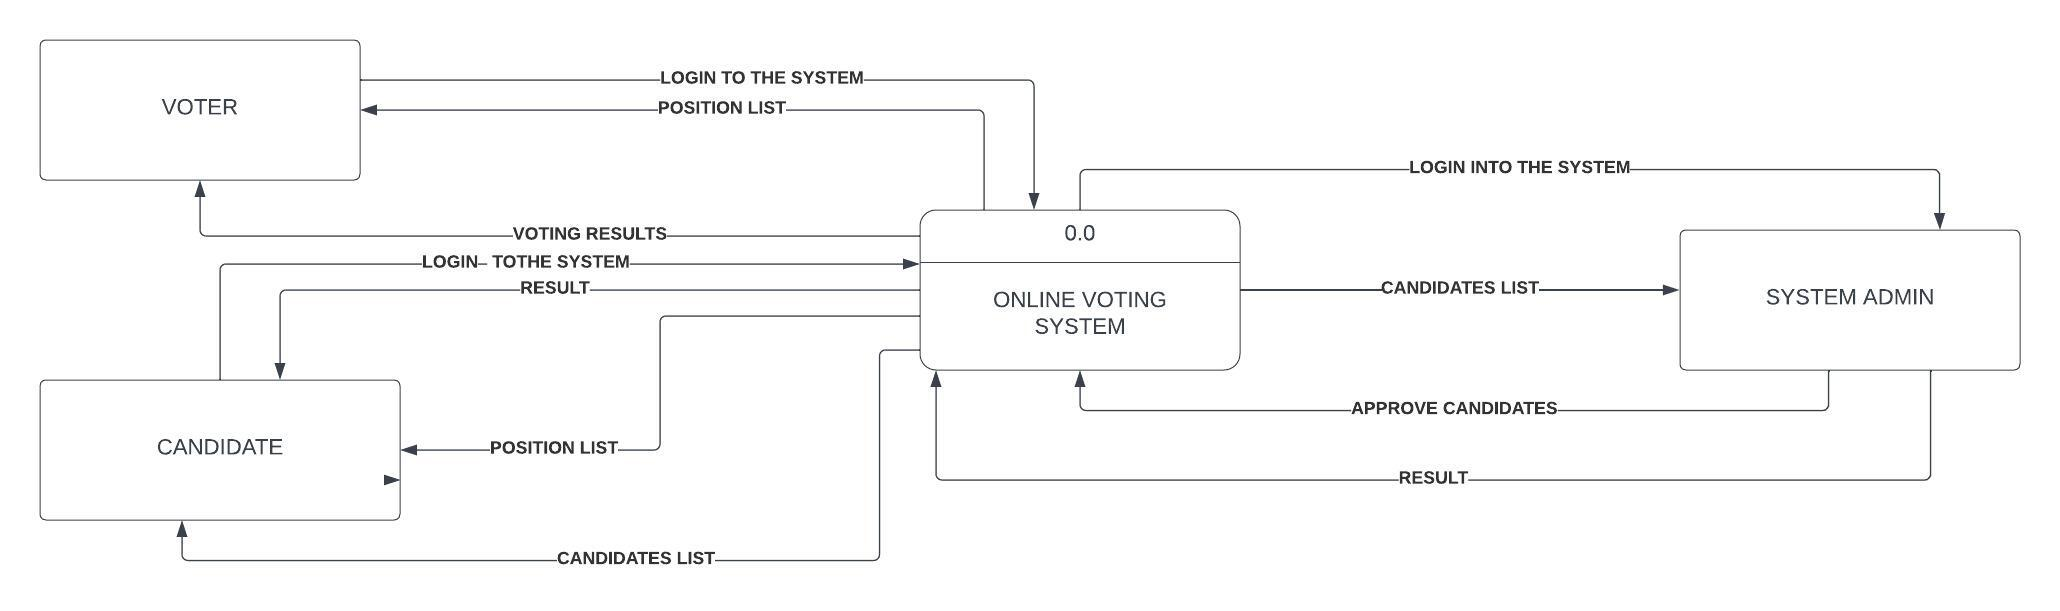 LOGIN TO THE SYSTEM
VOTER
POSITION LIST
LOGIN INTO THE SYSTEM
VOTING RESULTS
0.0
LOGIN– TOTHE SYSTEM
RESULT
CANDIDATES LIST
ONLINE VOTING
SYSTEM
SYSTEM ADMIN
APPROVE CANDIDATES
CANDIDATE
POSITION LIST
RESULT
CANDIDATES LIST